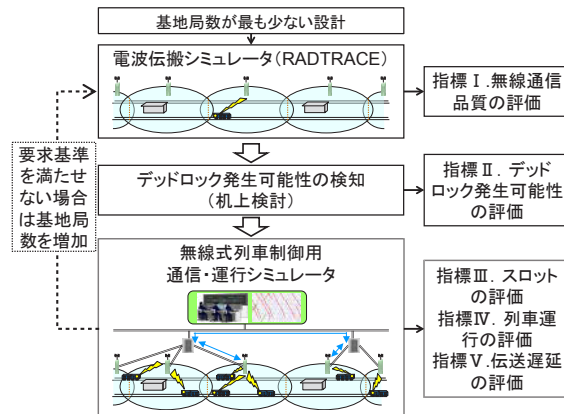 基地局数が最も少ない設計
電波伝搬シミュレータ(RADTRACE)
指標Ⅰ.無線通信
品質の評価
要求基準
を満たせ
ない場合
は基地局
数を増加
デッドロック発生可能性の検知
(机上検討)
指標Ⅱ. デッド
ロック発生可能性
の評価
無線式列車制御用
通信・運行シミュレータ
指標Ⅲ. スロット
の評価
指標Ⅳ. 列車運
行の評価
指標Ⅴ.伝送遅延
の評価